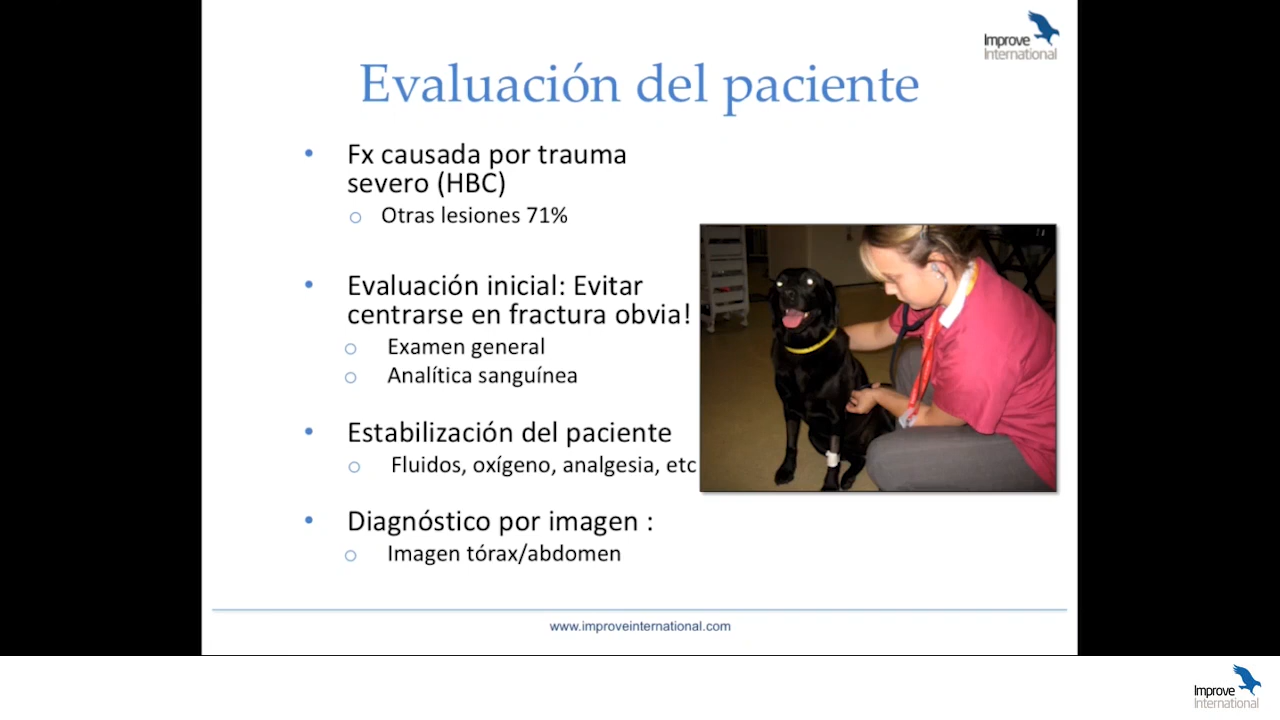 Improve
International
Evaluación del paciente
• Fx causada por trauma
severo (HBC)
o Otras lesiones 71%
• Evaluación inicial: Evitar
centrarse en fractura obvia!
o Examen general
o Analítica sanguínea
• Estabilización del paciente
o Fluidos, oxígeno, analgesia, etc
• Diagnóstico por imagen :
o Imagen tórax/abdomen
www.improveinternational.com
Improve
International